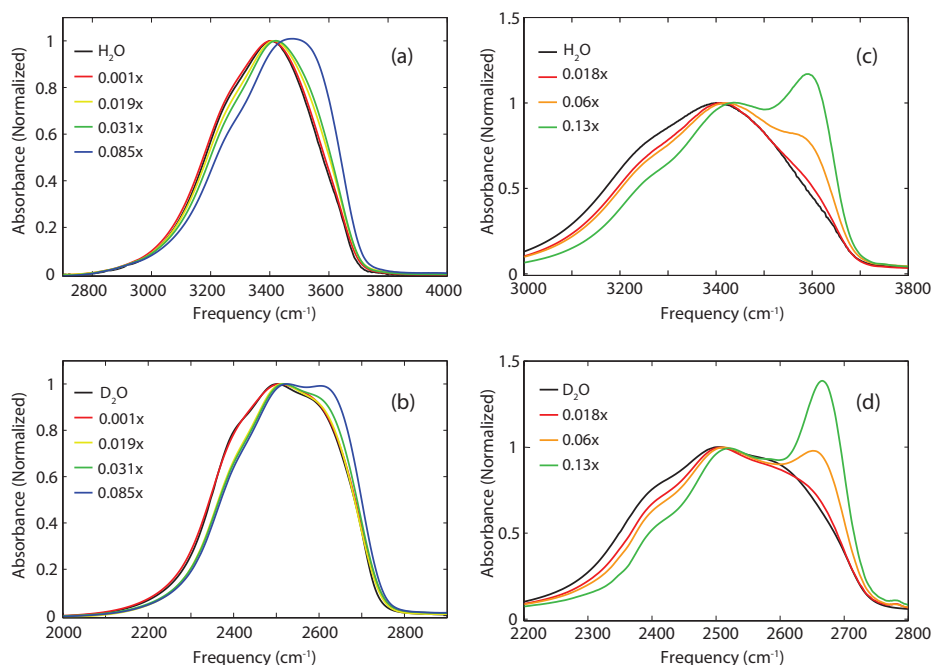 (a)
H₂O
0.001x
0.019x
0.031x
0.085x
Absorbance (Normalized)
1
0.8
0.6
0.4
0.2
0
2800 3000 3200 3400 3600 3800 4000
Frequency (cm⁻¹)
(c)
H₂O
0.018x
0.06x
0.13x
Absorbance (Normalized)
1.5
1
0.5
0
3000 3200 3400 3600 3800
Frequency (cm⁻¹)
(b)
D₂O
0.001x
0.019x
0.031x
0.085x
Absorbance (Normalized)
1
0.8
0.6
0.4
0.2
0
2000 2200 2400 2600 2800
Frequency (cm⁻¹)
(d)
D₂O
0.018x
0.06x
0.13x
Absorbance (Normalized)
1.5
1
0.5
0
2200 2300 2400 2500 2600 2700 2800
Frequency (cm⁻¹)